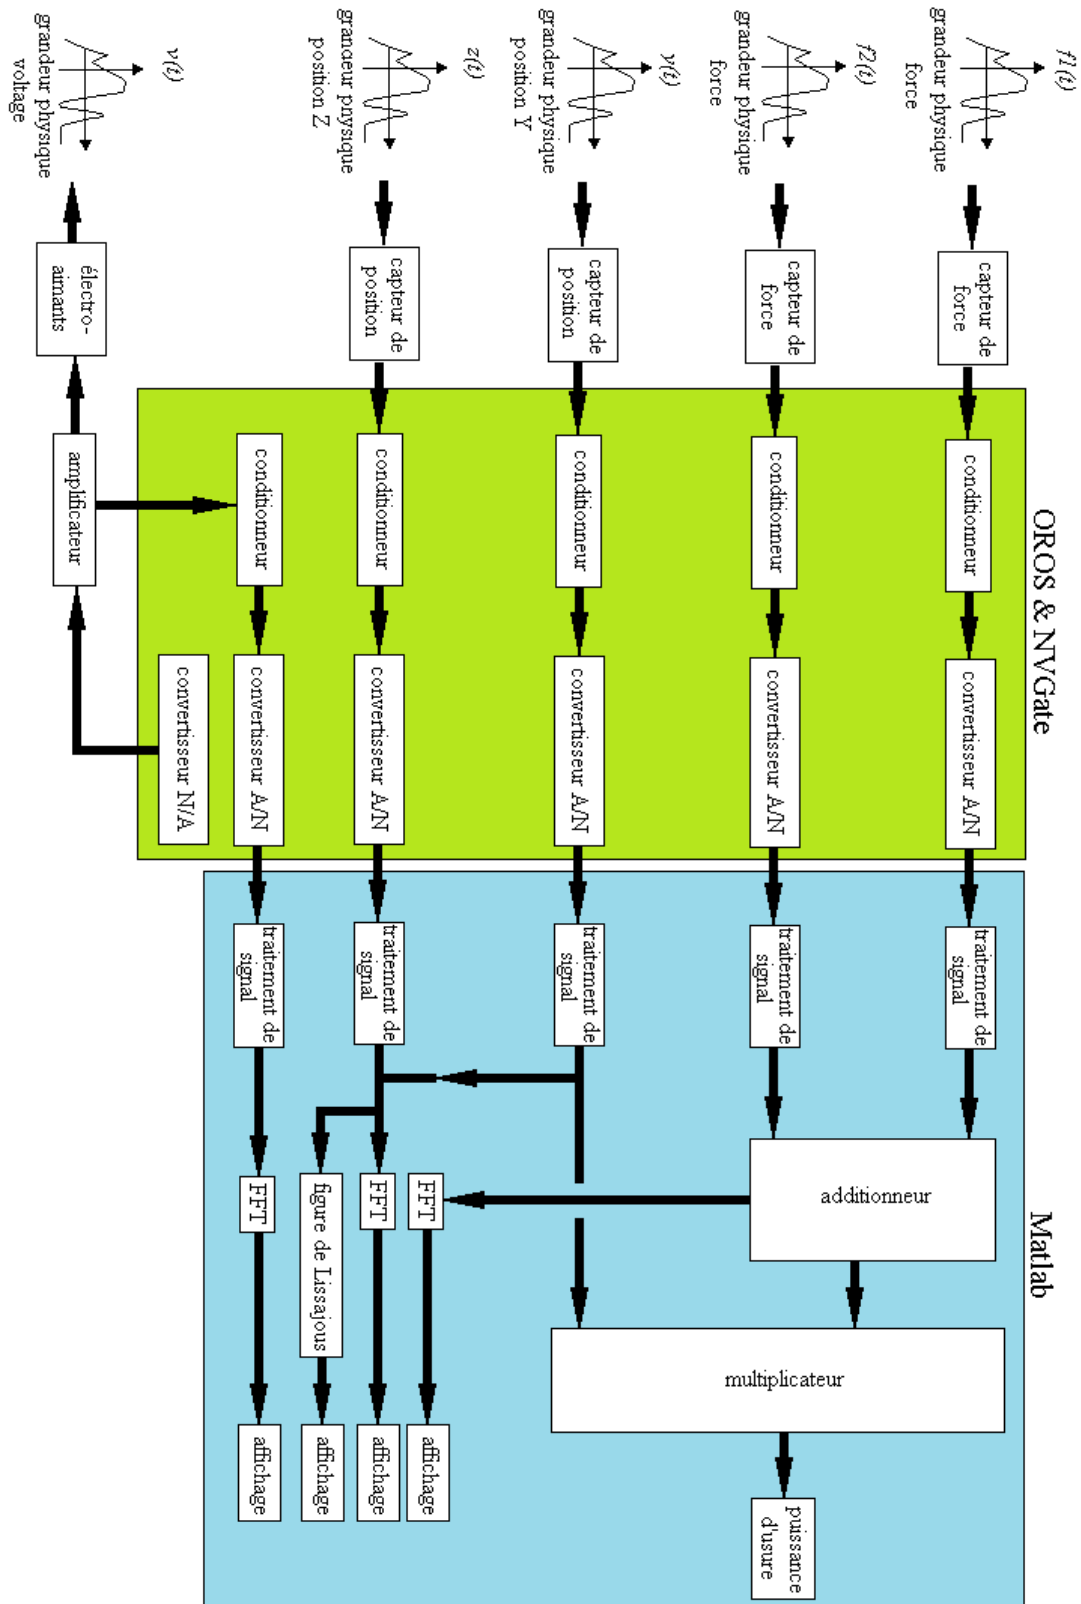 f1(t)
grandeur physique
force
capteur de
force
conditionneur
convertisseur A/N
traitement de
signal
f2(t)
grandeur physique
force
capteur de
force
conditionneur
convertisseur A/N
traitement de
signal
y(t)
grandeur physique
position Y
capteur de
position
conditionneur
convertisseur A/N
traitement de
signal
z(t)
grandeur physique
position Z
capteur de
position
conditionneur
convertisseur A/N
traitement de
signal
v(t)
grandeur physique
voltage
électro-
aimants
amplificateur
conditionneur
convertisseur A/N
convertisseur N/A
traitement de
signal
OROS & NVGate
Matlab
additionneur
multiplicateur
puissance
d'usure
FFT
affichage
FFT
affichage
figure de Lissajous
affichage
FFT
affichage